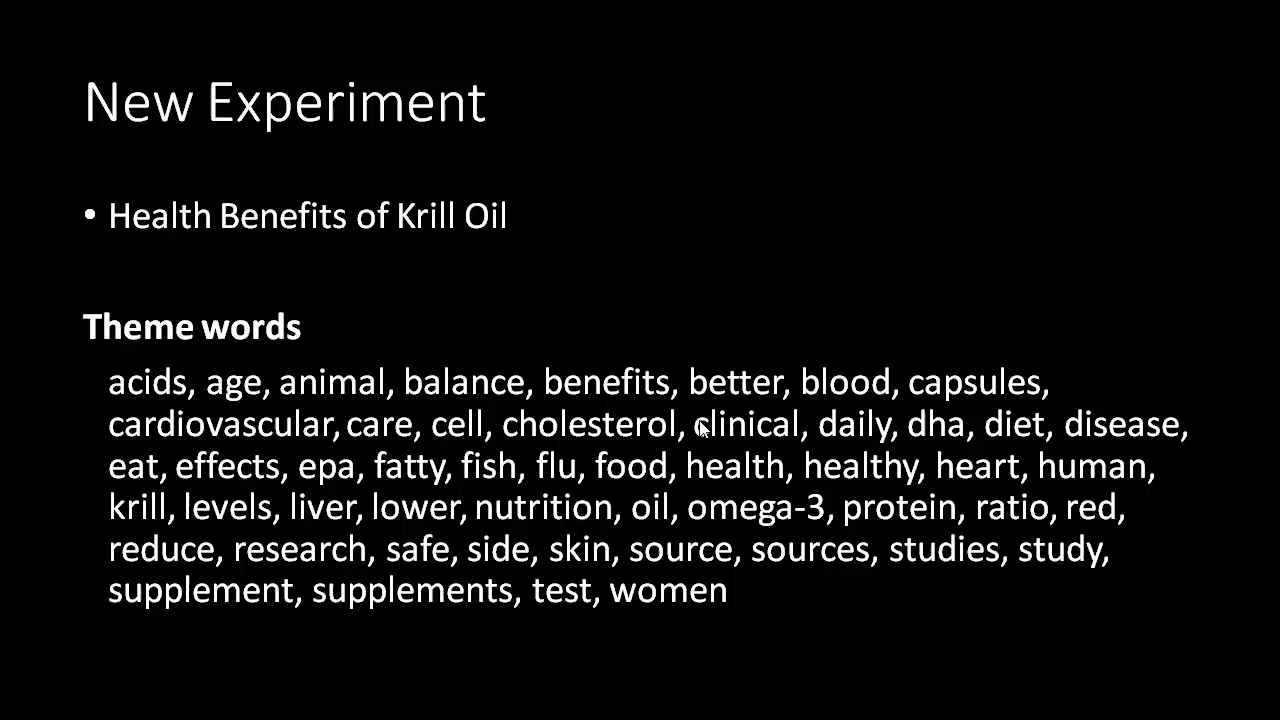 New Experiment
• Health Benefits of Krill Oil
Theme words
acids, age, animal, balance, benefits, better, blood, capsules,
cardiovascular, care, cell, cholesterol, clinical, daily, dha, diet, disease,
eat, effects, epa, fatty, fish, flu, food, health, healthy, heart, human,
krill, levels, liver, lower, nutrition, oil, omega-3, protein, ratio, red,
reduce, research, safe, side, skin, source, sources, studies, study,
supplement, supplements, test, women